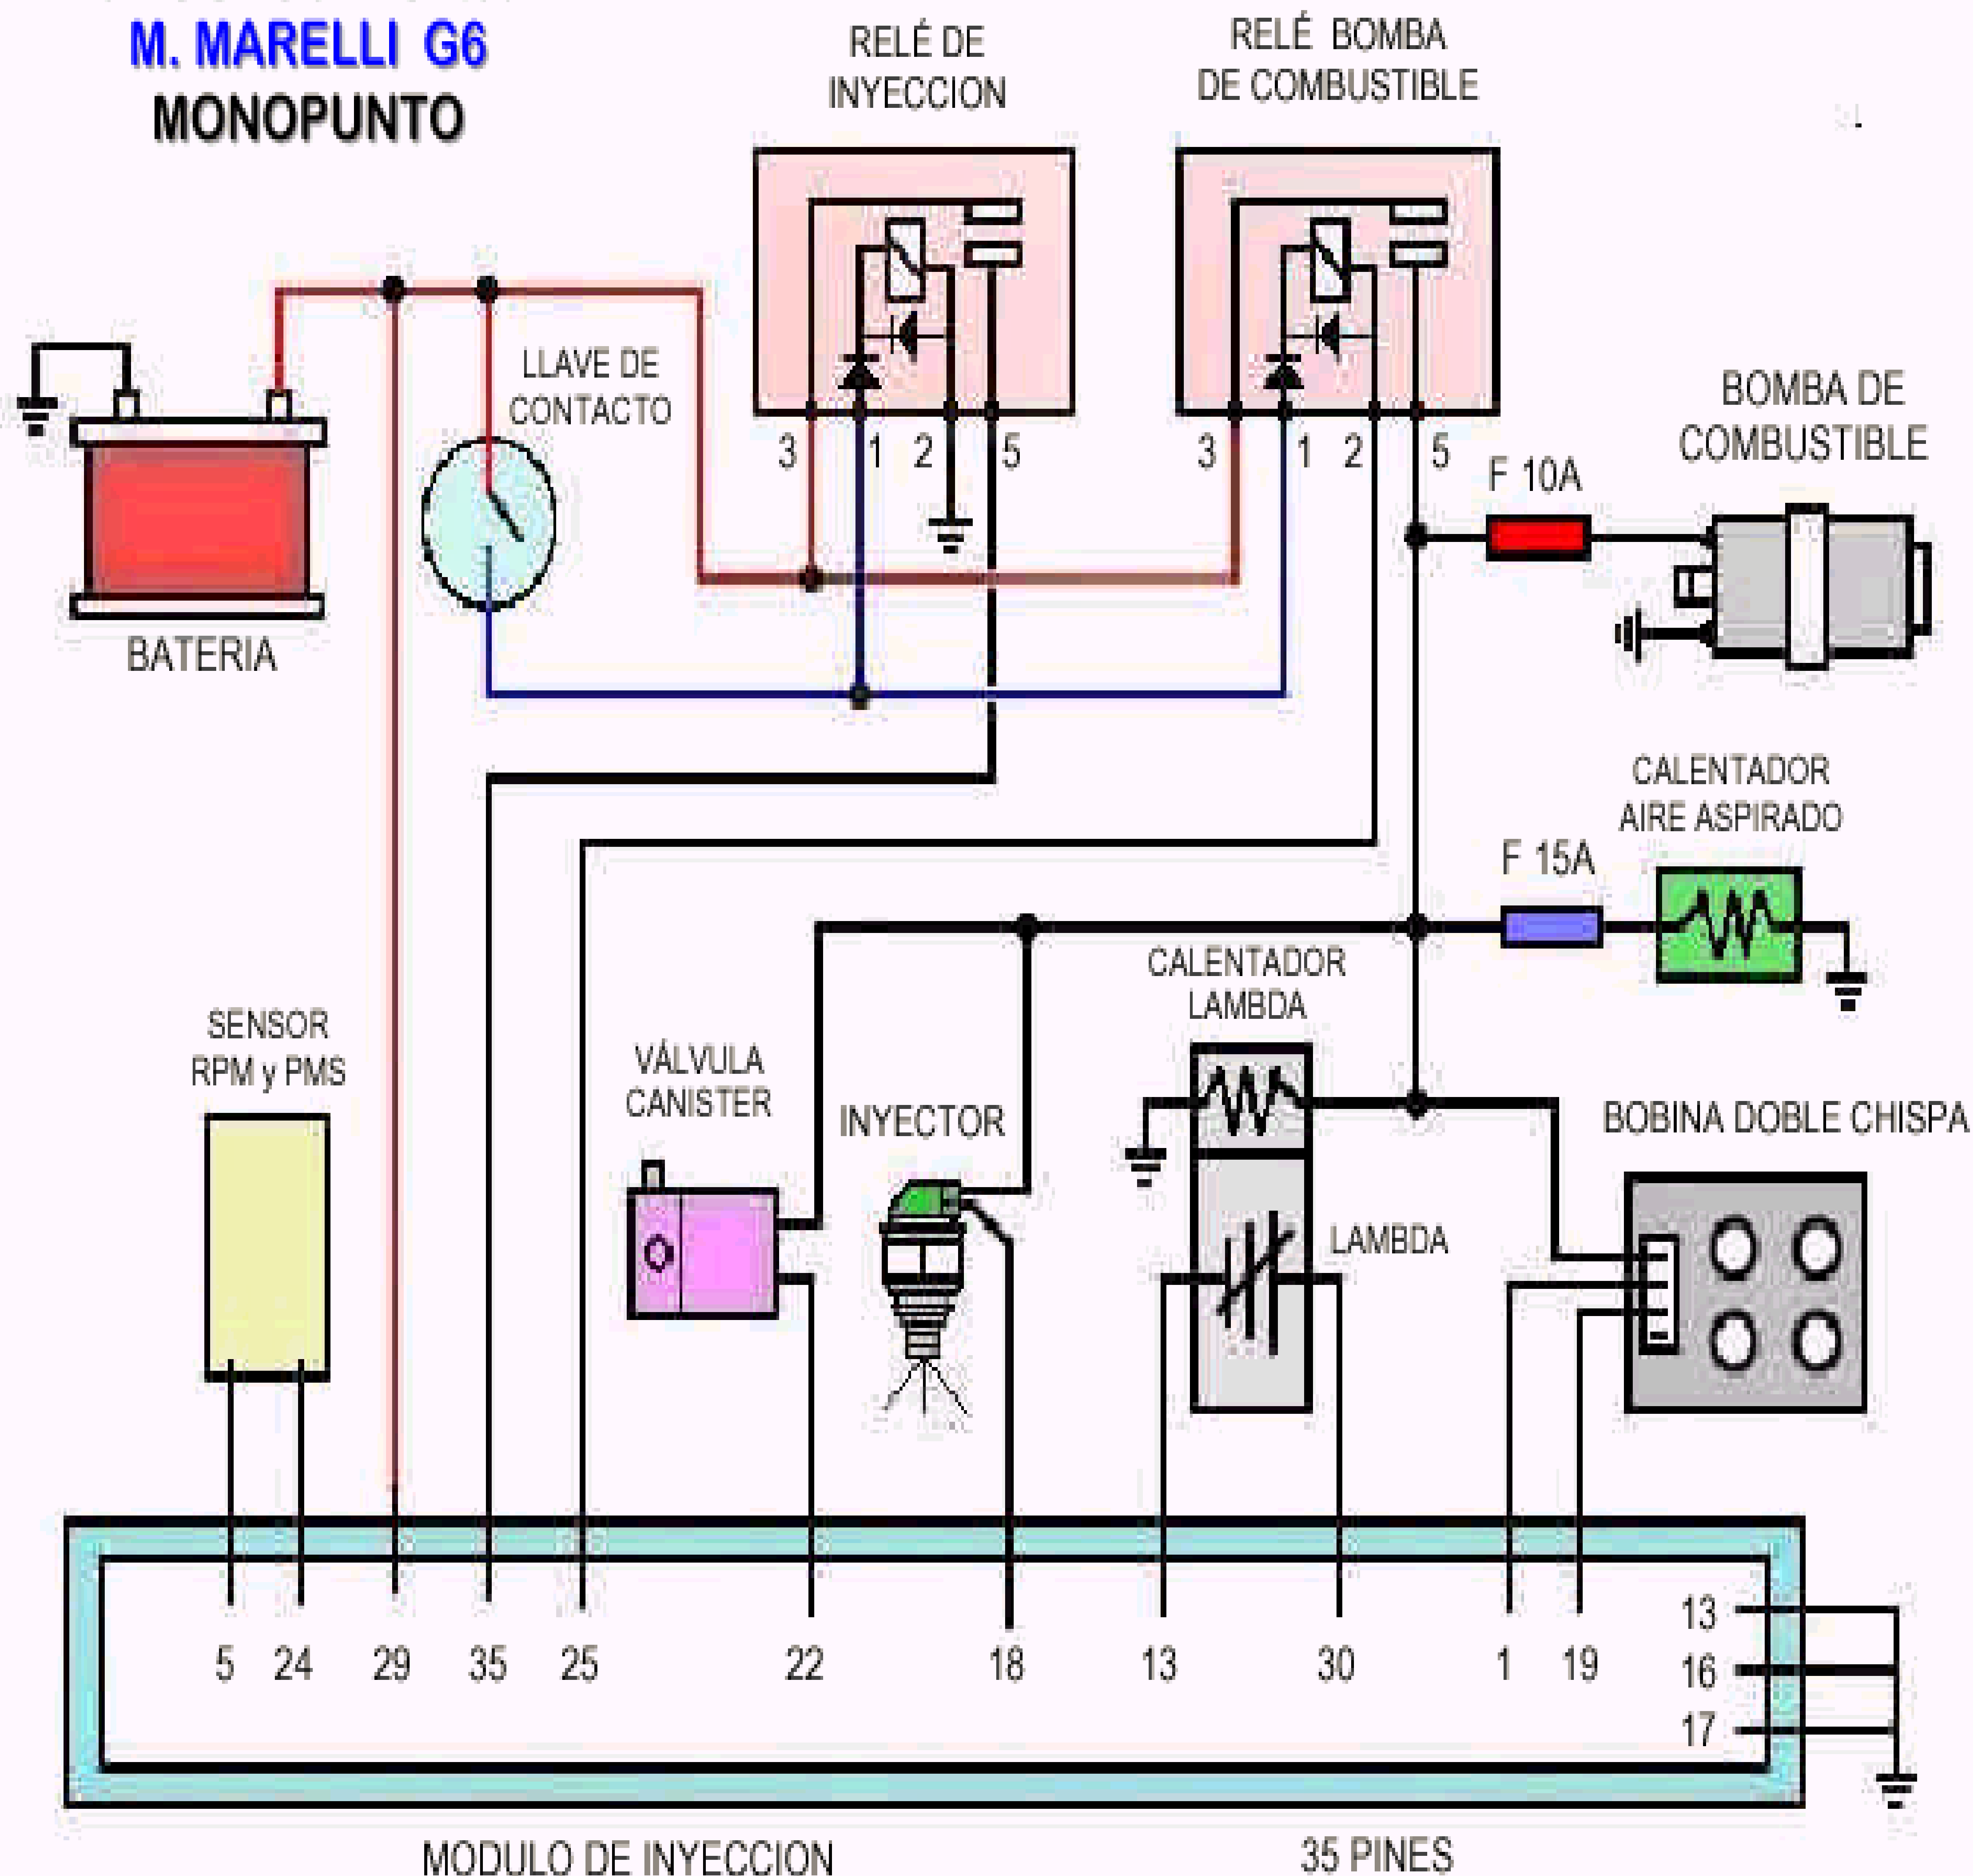 M. MARELLI G6
MONOPUNTO
RELÉ DE
INYECCION
RELÉ BOMBA
DE COMBUSTIBLE
LLAVE DE
CONTACTO
3 1 2 5
3 1 2 5
BATERIA
F 10A
BOMBA DE
COMBUSTIBLE
CALENTADOR
AIRE ASPIRADO
F 15A
SENSOR
RPM y PMS
VÁLVULA
CANISTER
INYECTOR
CALENTADOR
LAMBDA
LAMBDA
BOBINA DOBLE CHISPA
5 24 29 35 25 22 18 13 30 1 19
13
16
17
MODULO DE INYECCION
35 PINES